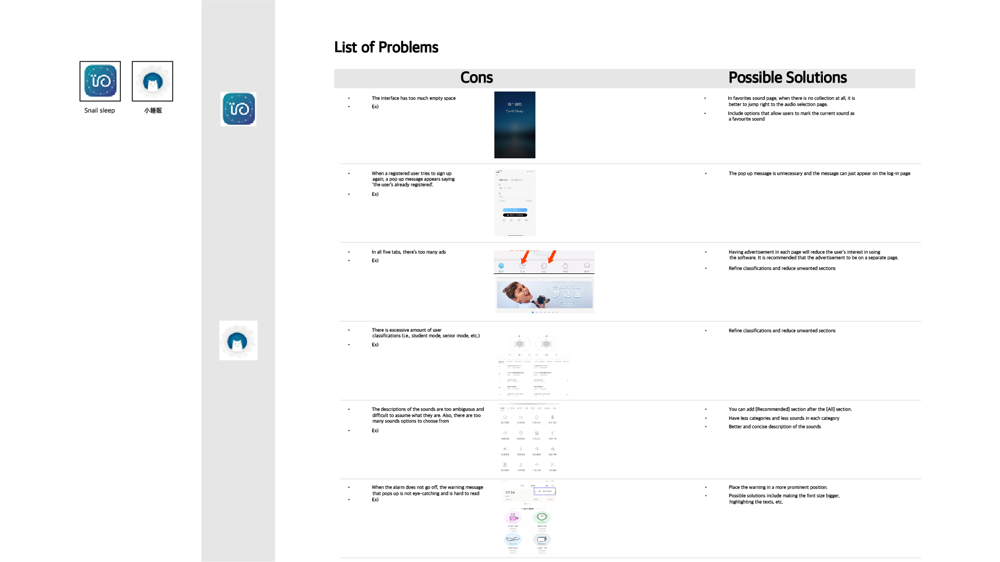 List of Problems
Cons
Possible Solutions
Snail sleep
小睡眠
• The interface has too much empty space
• Ex)
蜗牛睡眠
Snail Sleep
• In favorites sound page, when there is no collection at all, it is
better to jump right to the audio selection page.
• Include options that allow users to mark the current sound as
a favourite sound
• When a registered user tries to sign up
again, a pop up message appears saying
'the user's already registered'.
• Ex)
• The pop up message is unnecessary and the message can just appear on the log-in page
• In all five tabs, there's too many ads
• Ex)
梦话圈
• Having advertisement in each page will reduce the user's interest in using
the software. It is recommended that the advertisement to be on a separate page.
• Refine classifications and reduce unwanted sections
• There is excessive amount of user
classifications (i.e., student mode, senior mode, etc.)
• Ex)
• Refine classifications and reduce unwanted sections
• The descriptions of the sounds are too ambiguous and
difficult to assume what they are. Also, there are too
many sounds options to choose from
• Ex)
• You can add [Recommended] section after the [All] section.
• Have less categories and less sounds in each category
• Better and concise description of the sounds
• When the alarm does not go off, the warning message
that pops up is not eye-catching and is hard to read
• Ex)
07:20
• Place the warning in a more prominent position.
• Possible solutions include making the font size bigger,
highlighting the texts, etc.